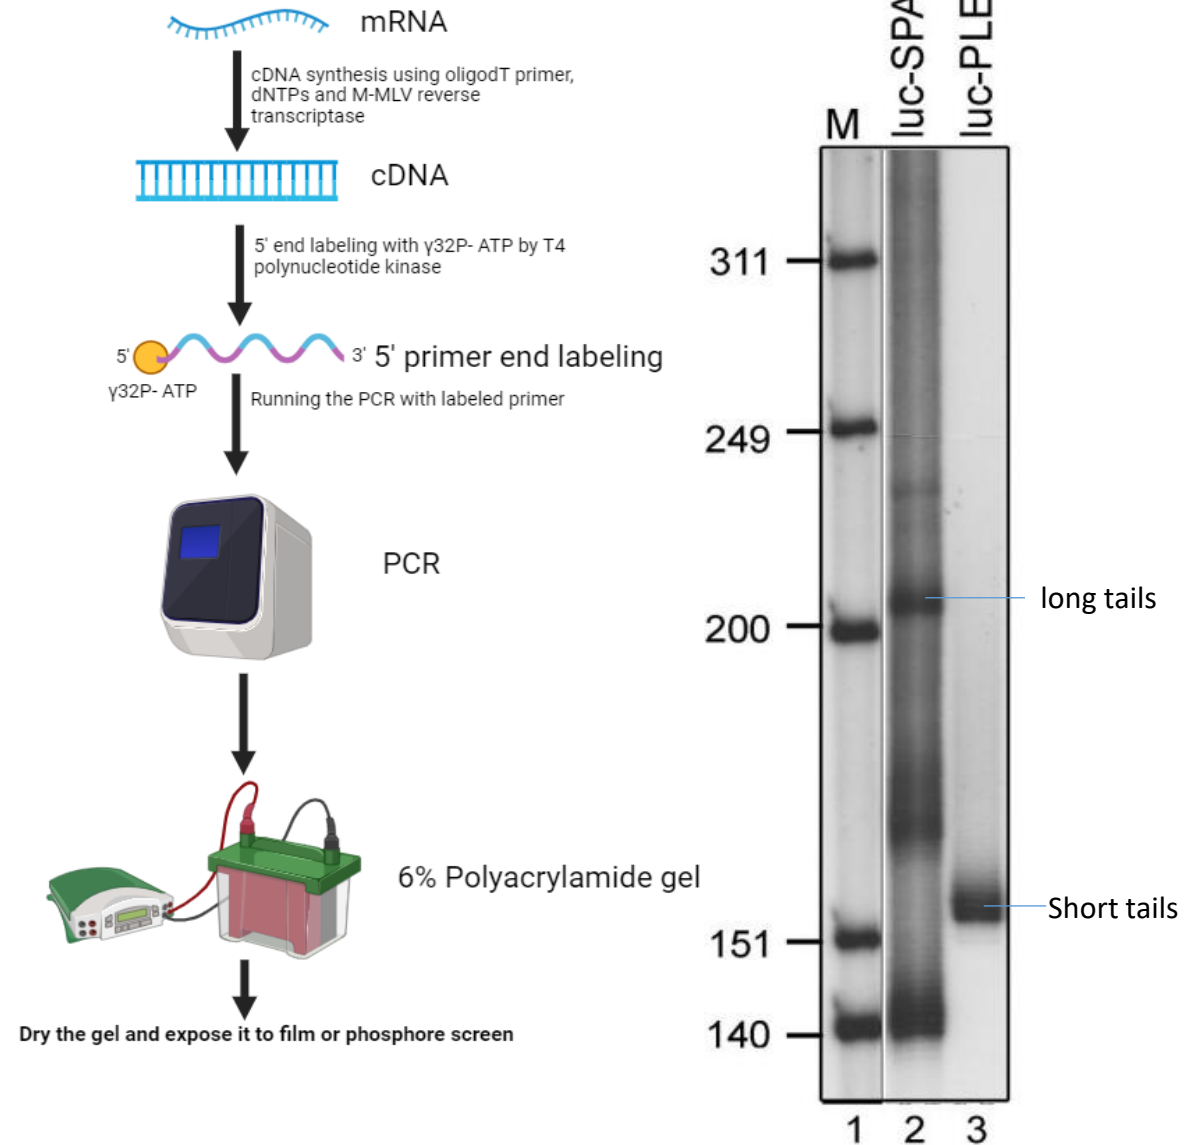 mRNA
cDNA synthesis using oligodT primer,
dNTPs and M-MLV reverse
transcriptase
cDNA
5' end labeling with γ32P- ATP by T4
polynucleotide kinase
5'
3'
5' primer end labeling
γ32P- ATP
Running the PCR with labeled primer
PCR
6% Polyacrylamide gel
Dry the gel and expose it to film or phosphore screen
M
luc-SPA
luc-PLE
311
249
200
151
140
long tails
Short tails
1 2 3